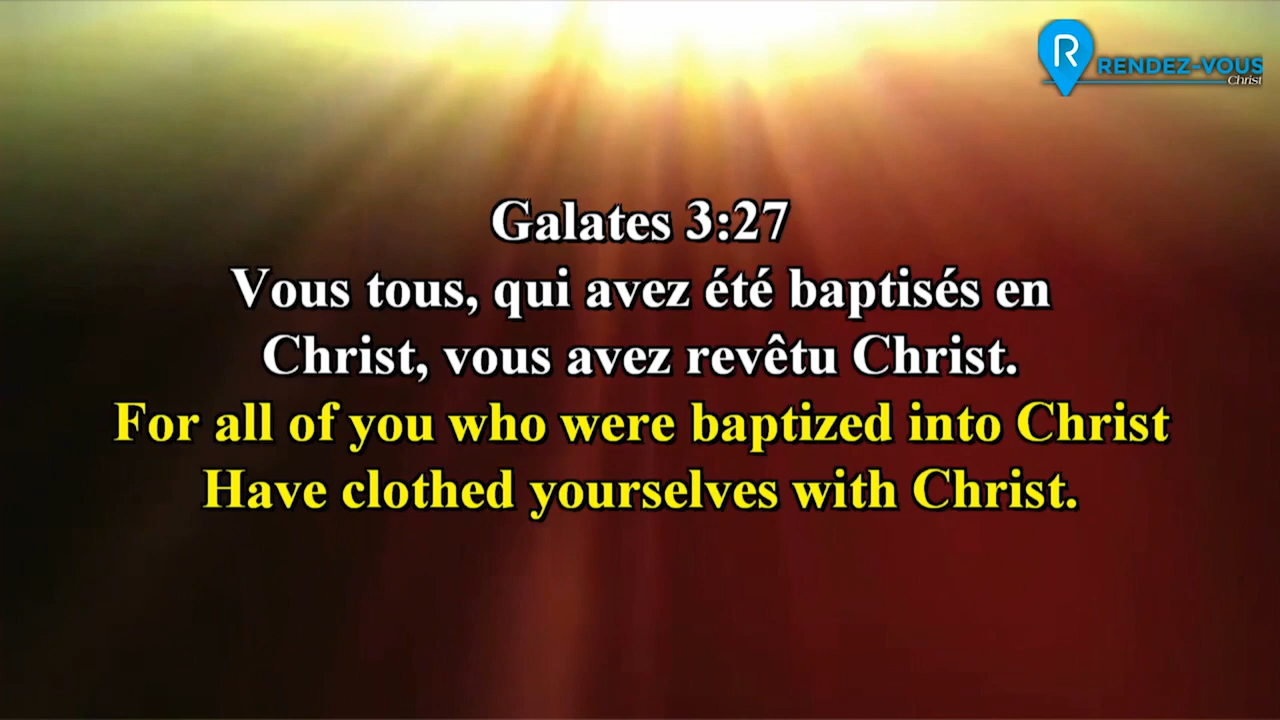 R
RENDEZ-VOUS
Christ
Galates 3:27
Vous tous, qui avez été baptisés en
Christ, vous avez revêtu Christ.
For all of you who were baptized into Christ
Have clothed yourselves with Christ.